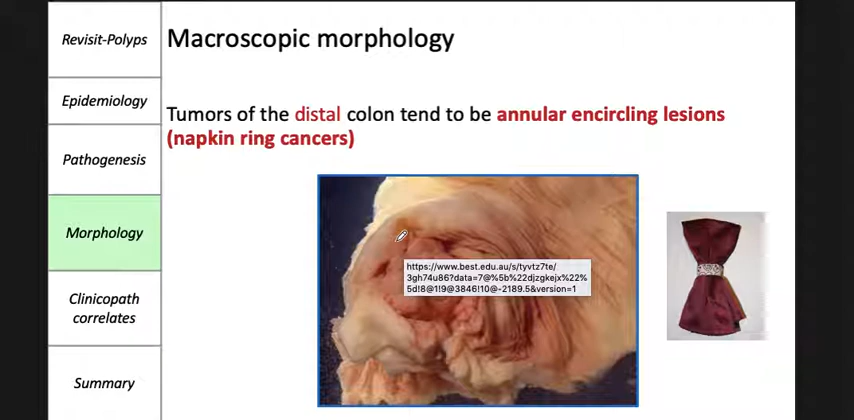 Revisit-Polyps
Macroscopic morphology
Epidemiology
Tumors of the distal colon tend to be annular encircling lesions
(napkin ring cancers)
Pathogenesis
Morphology
https://www.best.edu.au/s/tyvtz7te/
3gh74u86?data=7@%5b%22djzgkejx%22%
5d!8@1!9@3846!10@-2189.5&version=1
Clinicopath
correlates
Summary